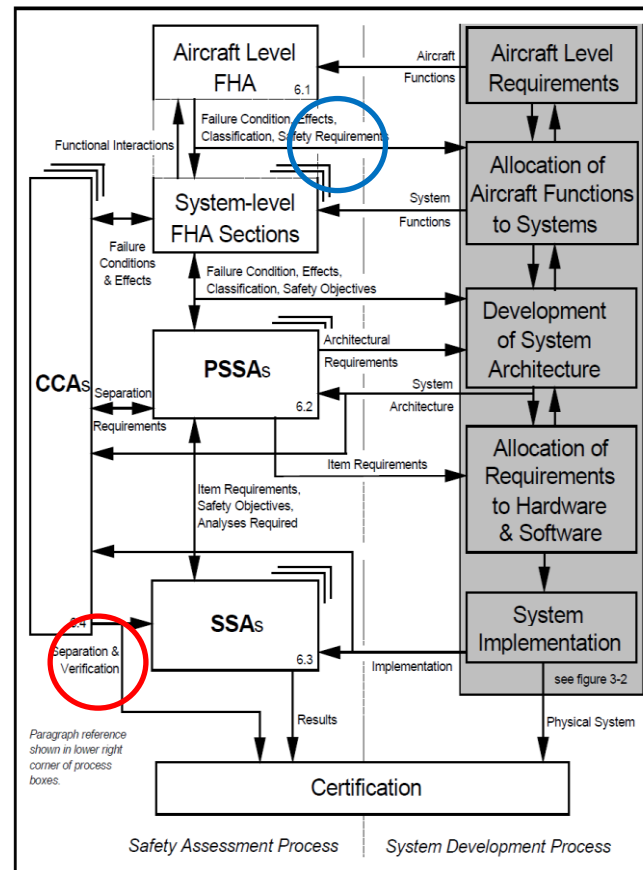 Aircraft Level
FHA
6.1
Aircraft
Functions
Aircraft Level
Requirements
Functional Interactions
Failure Condition, Effects,
Classification, Safety Requirements
System-level
FHA Sections
System
Functions
Allocation of
Aircraft Functions
to Systems
Failure
Conditions
& Effects
Failure Condition, Effects,
Classification, Safety Objectives
CCAs
Separation
Requirements
PSSAs
6.2
Architectural
Requirements
System
Architecture
Development
of System
Architecture
Item Requirements
Allocation of
Requirements
to Hardware
& Software
Item Requirements,
Safety Objectives,
Analyses Required
6.4
Separation &
Verification
SSAs
6.3
Implementation
System
Implementation
see figure 3-2
Results
Physical System
Paragraph reference
shown in lower right
corner of process
boxes.
Certification
Safety Assessment Process
System Development Process